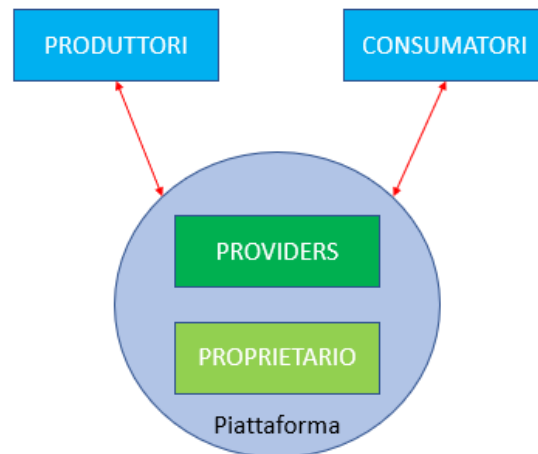 PRODUTTORI
CONSUMATORI
PROVIDERS
PROPRIETARIO
Piattaforma